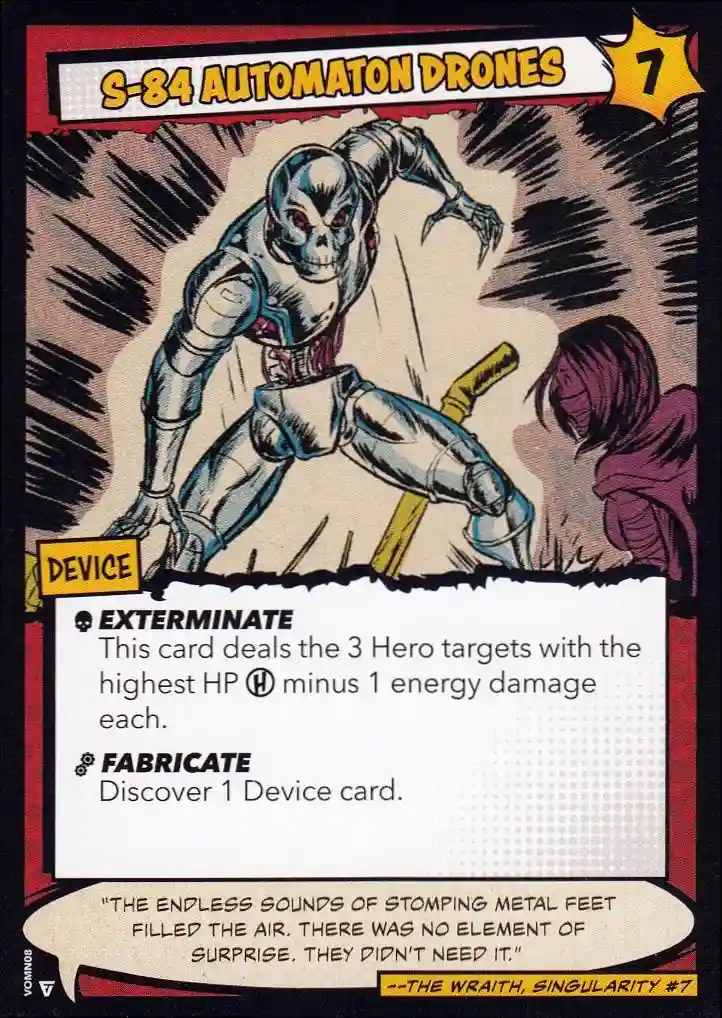 S-84 AUTOMATON DRONES
7
DEVICE
EXTERMINATE
This card deals the 3 Hero targets with the
highest HP H minus 1 energy damage
each.
FABRICATE
Discover 1 Device card.
"THE ENDLESS SOUNDS OF STOMPING METAL FEET
FILLED THE AIR. THERE WAS NO ELEMENT OF
SURPRISE. THEY DIDN'T NEED IT."
--THE WRAITH, SINGULARITY #7
VOMN08